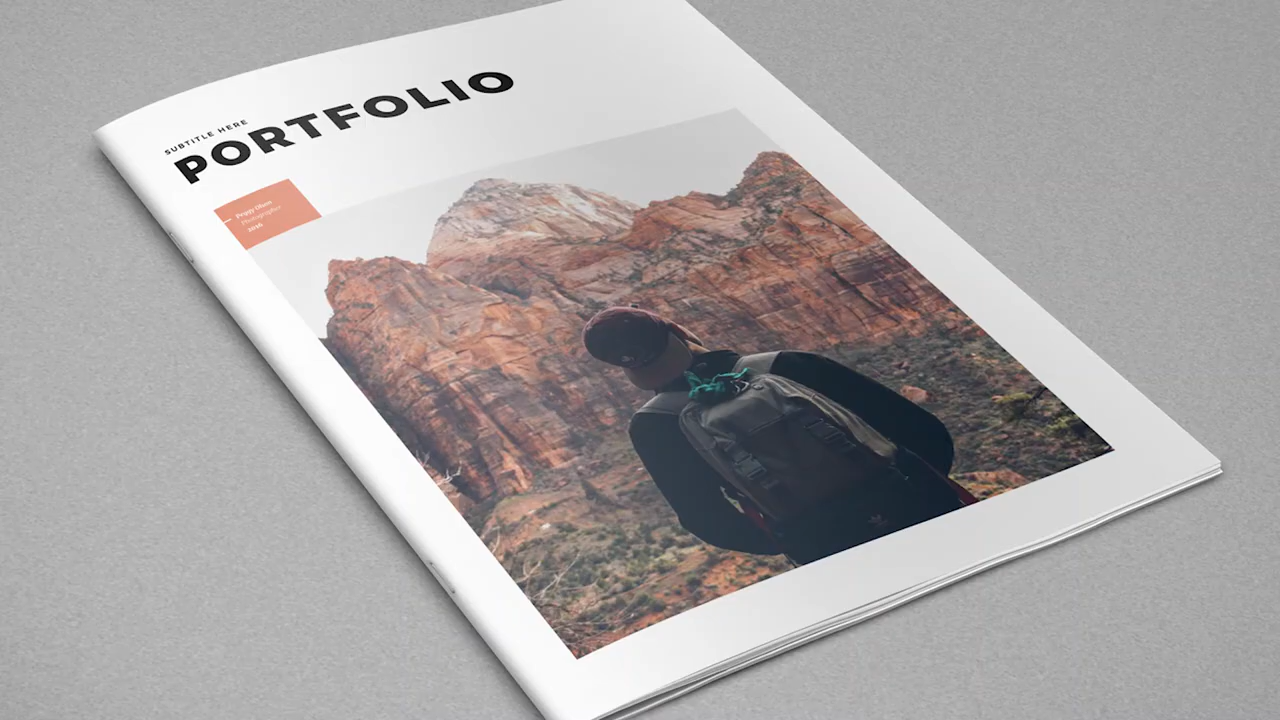 SUBTITLE HERE
PORTFOLIO
Peggy Olsen
Photographer
2016